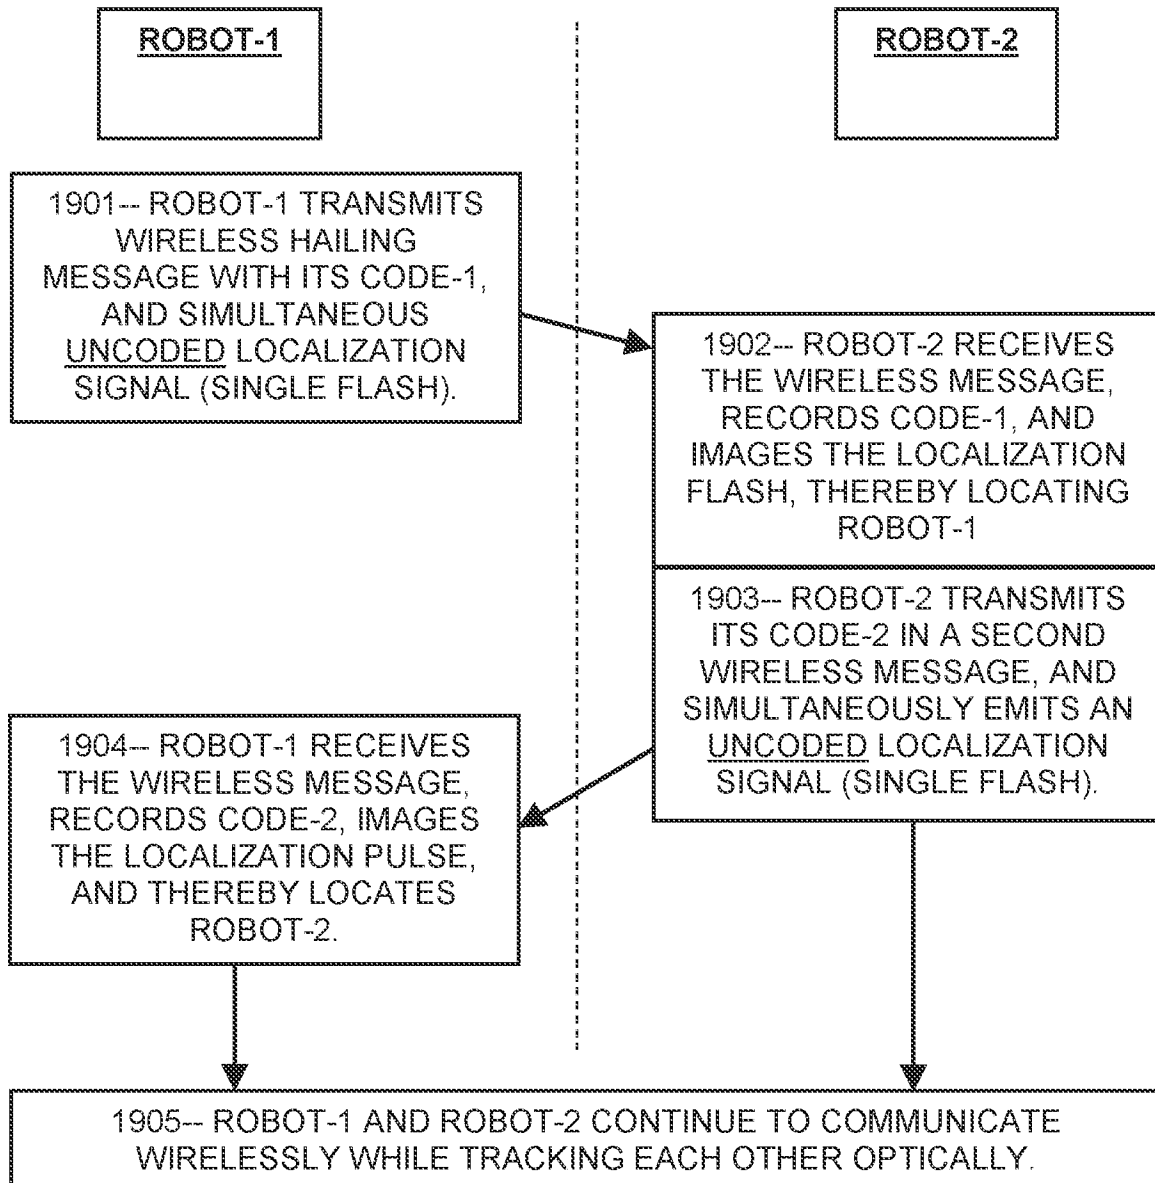 ROBOT-1
ROBOT-2
1901-- ROBOT-1 TRANSMITS
WIRELESS HAILING
MESSAGE WITH ITS CODE-1,
AND SIMULTANEOUS
UNCODED LOCALIZATION
SIGNAL (SINGLE FLASH).
1902-- ROBOT-2 RECEIVES
THE WIRELESS MESSAGE,
RECORDS CODE-1, AND
IMAGES THE LOCALIZATION
FLASH, THEREBY LOCATING
ROBOT-1
1903-- ROBOT-2 TRANSMITS
ITS CODE-2 IN A SECOND
WIRELESS MESSAGE, AND
SIMULTANEOUSLY EMITS AN
UNCODED LOCALIZATION
SIGNAL (SINGLE FLASH).
1904-- ROBOT-1 RECEIVES
THE WIRELESS MESSAGE,
RECORDS CODE-2, IMAGES
THE LOCALIZATION PULSE,
AND THEREBY LOCATES
ROBOT-2.
1905-- ROBOT-1 AND ROBOT-2 CONTINUE TO COMMUNICATE
WIRELESSLY WHILE TRACKING EACH OTHER OPTICALLY.